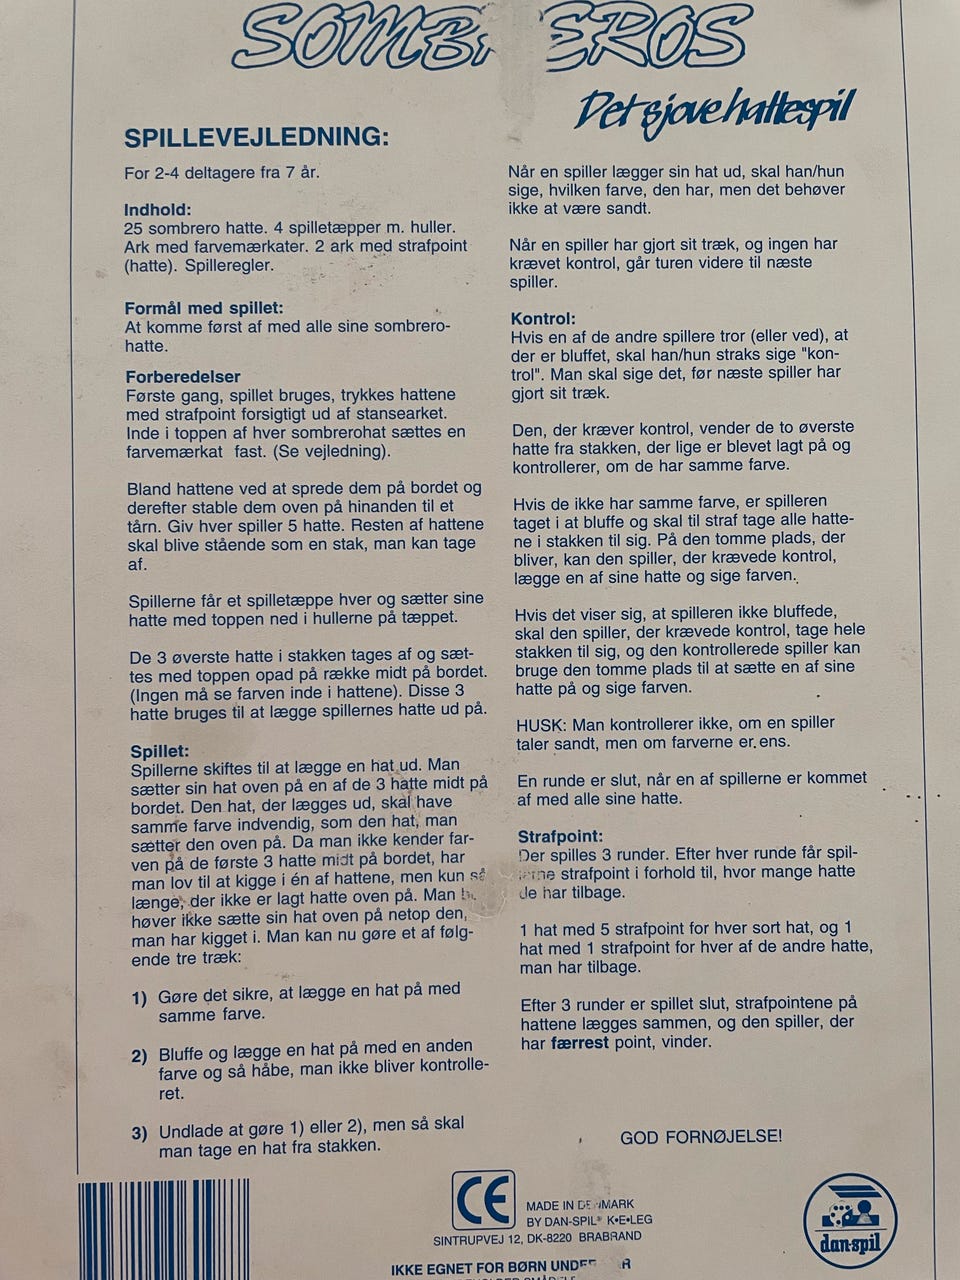 SOMBREROS
Det sjove hattespil
SPILLEVEJLEDNING:
For 2-4 deltagere fra 7 år.
Indhold:
25 sombrero hatte. 4 spilletæpper m. huller.
Ark med farvemærkater. 2 ark med strafpoint
(hatte). Spilleregler.
Formål med spillet:
At komme først af med alle sine sombrero-
hatte.
Forberedelser
Første gang, spillet bruges, trykkes hattene
med strafpoint forsigtigt ud af stansearket.
Inde i toppen af hver sombrerohat sættes en
farvemærkat fast. (Se vejledning).
Bland hattene ved at sprede dem på bordet og
derefter stable dem oven på hinanden til et
tårn. Giv hver spiller 5 hatte. Resten af hattene
skal blive stående som en stak, man kan tage
af.
Spillerne får et spilletæppe hver og sætter sine
hatte med toppen ned i hullerne på tæppet.
De 3 øverste hatte i stakken tages af og sæt-
tes med toppen opad på række midt på bordet.
(Ingen må se farven inde i hattene). Disse 3
hatte bruges til at lægge spillernes hatte ud på.
Spillet:
Spillerne skiftes til at lægge en hat ud. Man
sætter sin hat oven på en af de 3 hatte midt på
bordet. Den hat, der lægges ud, skal have
samme farve indvendig, som den hat, man
sætter den oven på. Da man ikke kender far-
ven på de første 3 hatte midt på bordet, har
man lov til at kigge i én af hattene, men kun så
længe, der ikke er lagt hatte oven på. Man be-
høver ikke sætte sin hat oven på netop den,
man har kigget i. Man kan nu gøre et af følg-
ende tre træk:
1) Gøre det sikre, at lægge en hat på med
samme farve.
2) Bluffe og lægge en hat på med en anden
farve og så håbe, man ikke bliver kontrolle-
ret.
3) Undlade at gøre 1) eller 2), men så skal
man tage en hat fra stakken.
Når en spiller lægger sin hat ud, skal han/hun
sige, hvilken farve, den har, men det behøver
ikke at være sandt.
Når en spiller har gjort sit træk, og ingen har
krævet kontrol, går turen videre til næste
spiller.
Kontrol:
Hvis en af de andre spillere tror (eller ved), at
der er bluffet, skal han/hun straks sige "kon-
trol". Man skal sige det, før næste spiller har
gjort sit træk.
Den, der kræver kontrol, vender de to øverste
hatte fra stakken, der lige er blevet lagt på og
kontrollerer, om de har samme farve.
Hvis de ikke har samme farve, er spilleren
taget i at bluffe og skal til straf tage alle hatte-
ne i stakken til sig. På den tomme plads, der
bliver, kan den spiller, der krævede kontrol,
lægge en af sine hatte og sige farven.
Hvis det viser sig, at spilleren ikke bluffede,
skal den spiller, der krævede kontrol, tage hele
stakken til sig, og den kontrollerede spiller kan
bruge den tomme plads til at sætte en af sine
hatte på og sige farven.
HUSK: Man kontrollerer ikke, om en spiller
taler sandt, men om farverne er ens.
En runde er slut, når en af spillerne er kommet
af med alle sine hatte.
Strafpoint:
Der spilles 3 runder. Efter hver runde får spil-
lerne strafpoint i forhold til, hvor mange hatte
de har tilbage.
1 hat med 5 strafpoint for hver sort hat, og 1
hat med 1 strafpoint for hver af de andre hatte,
man har tilbage.
Efter 3 runder er spillet slut, strafpointene på
hattene lægges sammen, og den spiller, der
har færrest point, vinder.
GOD FORNØJELSE!
CE
MADE IN DENMARK
BY DAN-SPIL® K•E•LEG
SINTRUPVEJ 12, DK-8220 BRABRAND
IKKE EGNET FOR BØRN UNDER
dan-spil